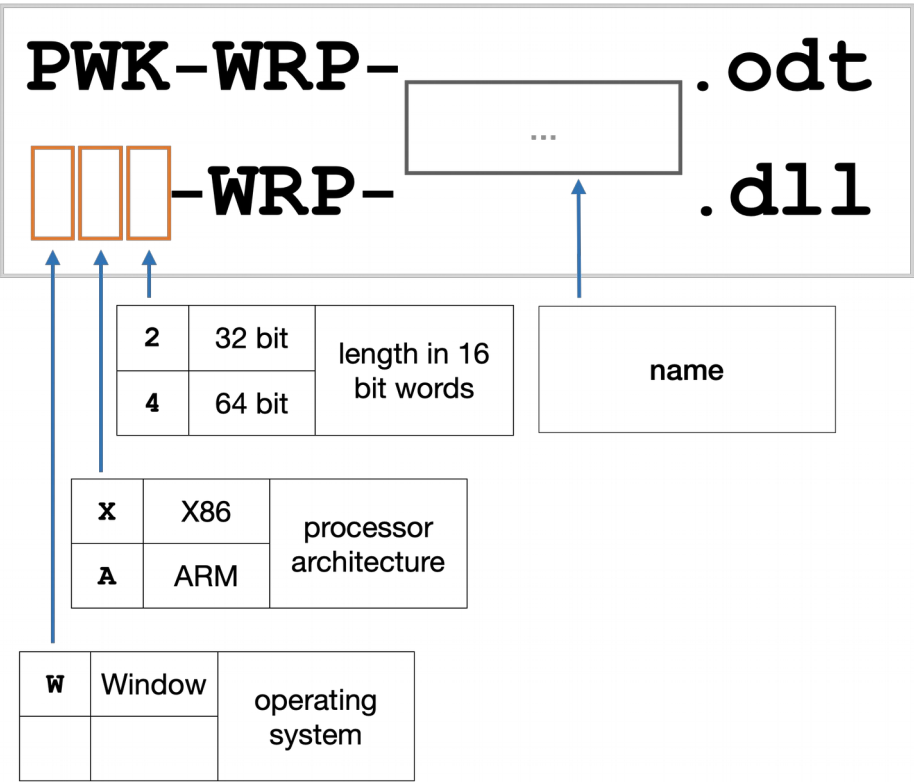 PWK-WRP-
.odt
...
-WRP-
.dll
2
32 bit
length in 16
bit words
4
64 bit
name
X
X86
processor
architecture
A
ARM
W
Window
operating
system